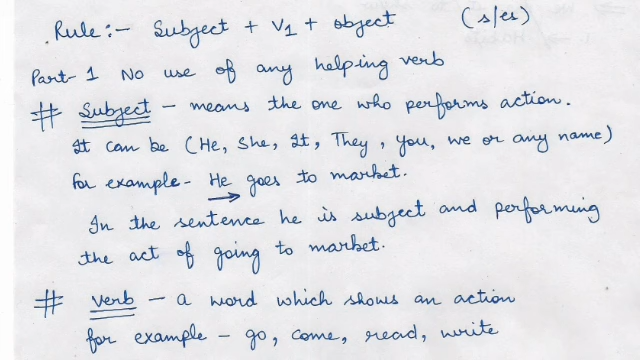 Rule:- Subject + V1 + object (s/es)
Part-1 No use of any helping verb
# Subject - means the one who performs action.
It can be (He, She, It, They, you, we or any name)
for example- He goes to market.
In the sentence he is subject and performing
the act of going to market.
# verb - a word which shows an action
for example - go, come, read, write